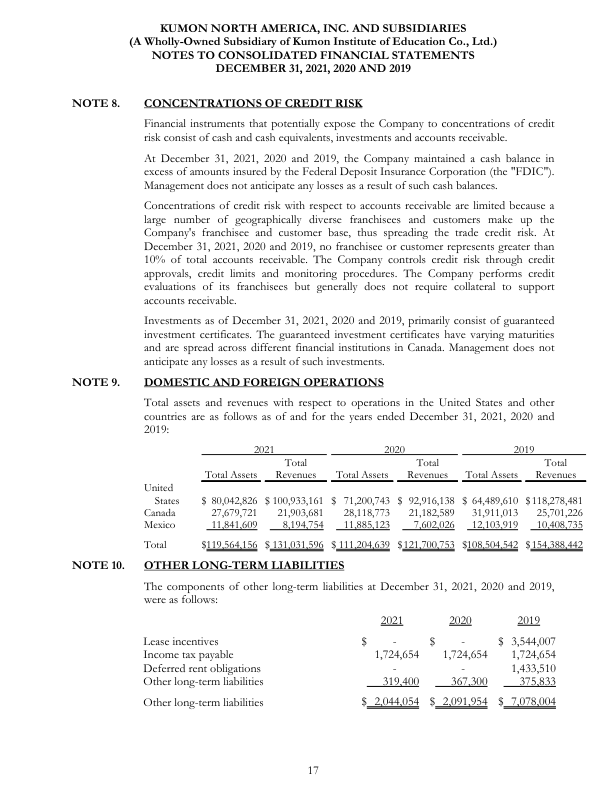 KUMON NORTH AMERICA, INC. AND SUBSIDIARIES
(A Wholly-Owned Subsidiary of Kumon Institute of Education Co., Ltd.)
NOTES TO CONSOLIDATED FINANCIAL STATEMENTS
DECEMBER 31, 2021, 2020 AND 2019
NOTE 8. CONCENTRATIONS OF CREDIT RISK
Financial instruments that potentially expose the Company to concentrations of credit
risk consist of cash and cash equivalents, investments and accounts receivable.
At December 31, 2021, 2020 and 2019, the Company maintained a cash balance in
excess of amounts insured by the Federal Deposit Insurance Corporation (the "FDIC").
Management does not anticipate any losses as a result of such cash balances.
Concentrations of credit risk with respect to accounts receivable are limited because a
large number of geographically diverse franchisees and customers make up the
Company's franchisee and customer base, thus spreading the trade credit risk. At
December 31, 2021, 2020 and 2019, no franchisee or customer represents greater than
10% of total accounts receivable. The Company controls credit risk through credit
approvals, credit limits and monitoring procedures. The Company performs credit
evaluations of its franchisees but generally does not require collateral to support
accounts receivable.
Investments as of December 31, 2021, 2020 and 2019, primarily consist of guaranteed
investment certificates. The guaranteed investment certificates have varying maturities
and are spread across different financial institutions in Canada. Management does not
anticipate any losses as a result of such investments.
NOTE 9. DOMESTIC AND FOREIGN OPERATIONS
Total assets and revenues with respect to operations in the United States and other
countries are as follows as of and for the years ended December 31, 2021, 2020 and
2019:
2021 2020 2019
Total Total Total
Total Assets Revenues Total Assets Revenues Total Assets Revenues
United
States $ 80,042,826 $ 100,933,161 $ 71,200,743 $ 92,916,138 $ 64,489,610 $118,278,481
Canada 27,679,721 21,903,681 28,118,773 21,182,589 31,911,013 25,701,226
Mexico 11,841,609 8,194,754 11,885,123 7,602,026 12,103,919 10,408,735
Total $119,564,156 $ 131,031,596 $ 111,204,639 $121,700,753 $108,504,542 $154,388,442
NOTE 10. OTHER LONG-TERM LIABILITIES
The components of other long-term liabilities at December 31, 2021, 2020 and 2019,
were as follows:
2021 2020 2019
Lease incentives $ - $ - $ 3,544,007
Income tax payable 1,724,654 1,724,654 1,724,654
Deferred rent obligations - - 1,433,510
Other long-term liabilities 319,400 367,300 375,833
Other long-term liabilities $ 2,044,054 $ 2,091,954 $ 7,078,004
17